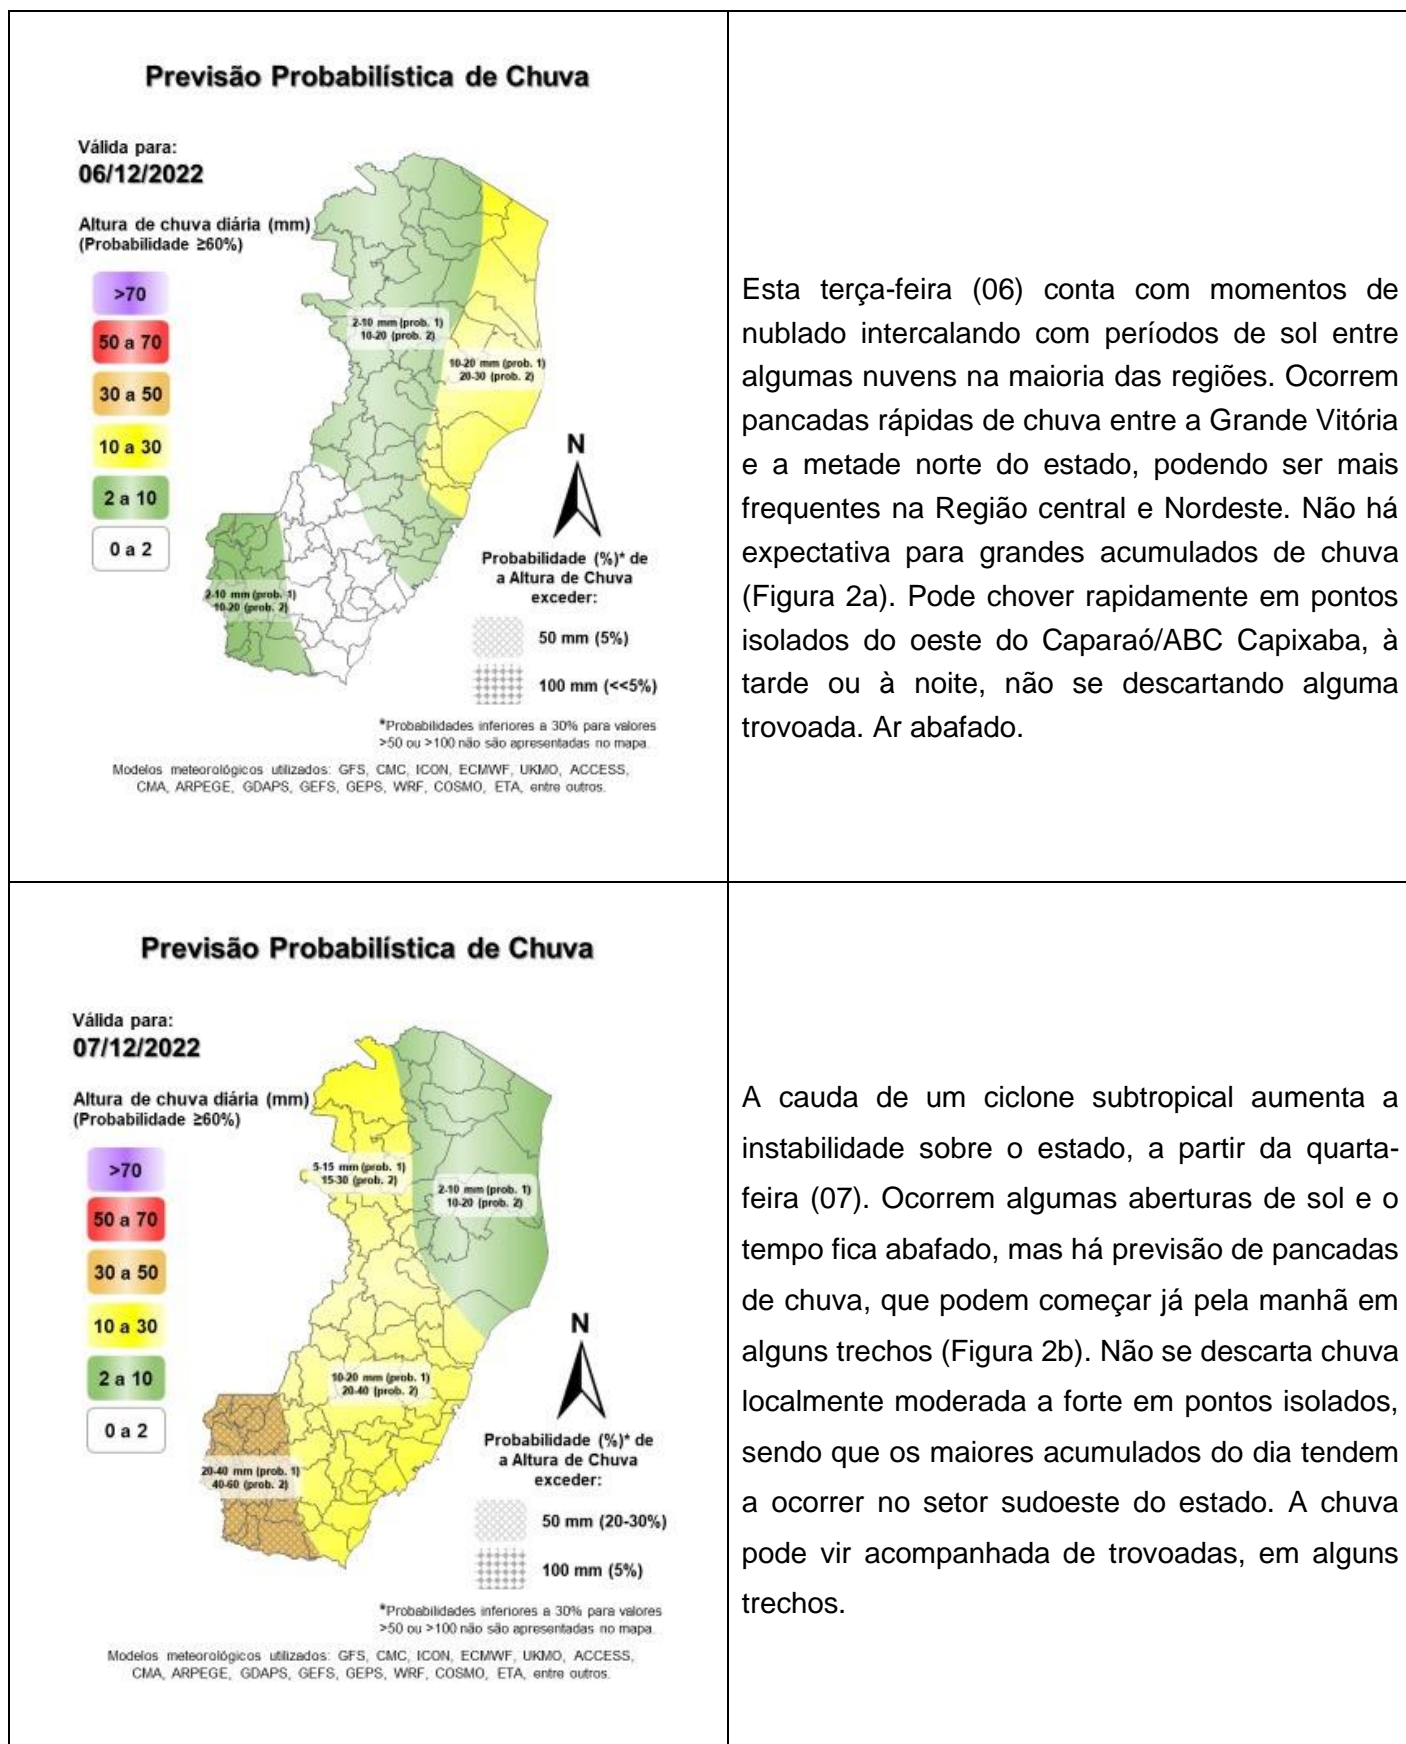 Previsão Probabilística de Chuva
Válida para:
06/12/2022
Altura de chuva diária (mm)
(Probabilidade ≥60%)
>70
50 a 70
30 a 50
10 a 30
2 a 10
0 a 2
2-10 mm (prob. 1)
10-20 (prob. 2)
10-20 mm (prob. 1)
20-30 (prob. 2)
2-10 mm (prob. 1)
10-20 (prob. 2)
N
Probabilidade (%)* de
a Altura de Chuva
exceder:
50 mm (5%)
100 mm (<<5%)
*Probabilidades inferiores a 30% para valores
>50 ou >100 não são apresentadas no mapa.
Modelos meteorológicos utilizados: GFS, CMC, ICON, ECMWF, UKMO, ACCESS,
CMA, ARPEGE, GDAPS, GEFS, GEPS, WRF, COSMO, ETA, entre outros.
Esta terça-feira (06) conta com momentos de
nublado intercalando com períodos de sol entre
algumas nuvens na maioria das regiões. Ocorrem
pancadas rápidas de chuva entre a Grande Vitória
e a metade norte do estado, podendo ser mais
frequentes na Região central e Nordeste. Não há
expectativa para grandes acumulados de chuva
(Figura 2a). Pode chover rapidamente em pontos
isolados do oeste do Caparaó/ABC Capixaba, à
tarde ou à noite, não se descartando alguma
trovoada. Ar abafado.
Previsão Probabilística de Chuva
Válida para:
07/12/2022
Altura de chuva diária (mm)
(Probabilidade ≥60%)
>70
50 a 70
30 a 50
10 a 30
2 a 10
0 a 2
5-15 mm (prob. 1)
15-30 (prob. 2)
2-10 mm (prob. 1)
10-20 (prob. 2)
10-20 mm (prob. 1)
20-40 (prob. 2)
20-40 mm (prob. 1)
40-60 (prob. 2)
N
Probabilidade (%)* de
a Altura de Chuva
exceder:
50 mm (20-30%)
100 mm (5%)
*Probabilidades inferiores a 30% para valores
>50 ou >100 não são apresentadas no mapa.
Modelos meteorológicos utilizados: GFS, CMC, ICON, ECMWF, UKMO, ACCESS,
CMA, ARPEGE, GDAPS, GEFS, GEPS, WRF, COSMO, ETA, entre outros.
A cauda de um ciclone subtropical aumenta a
instabilidade sobre o estado, a partir da quarta-
feira (07). Ocorrem algumas aberturas de sol e o
tempo fica abafado, mas há previsão de pancadas
de chuva, que podem começar já pela manhã em
alguns trechos (Figura 2b). Não se descarta chuva
localmente moderada a forte em pontos isolados,
sendo que os maiores acumulados do dia tendem
a ocorrer no setor sudoeste do estado. A chuva
pode vir acompanhada de trovoadas, em alguns
trechos.